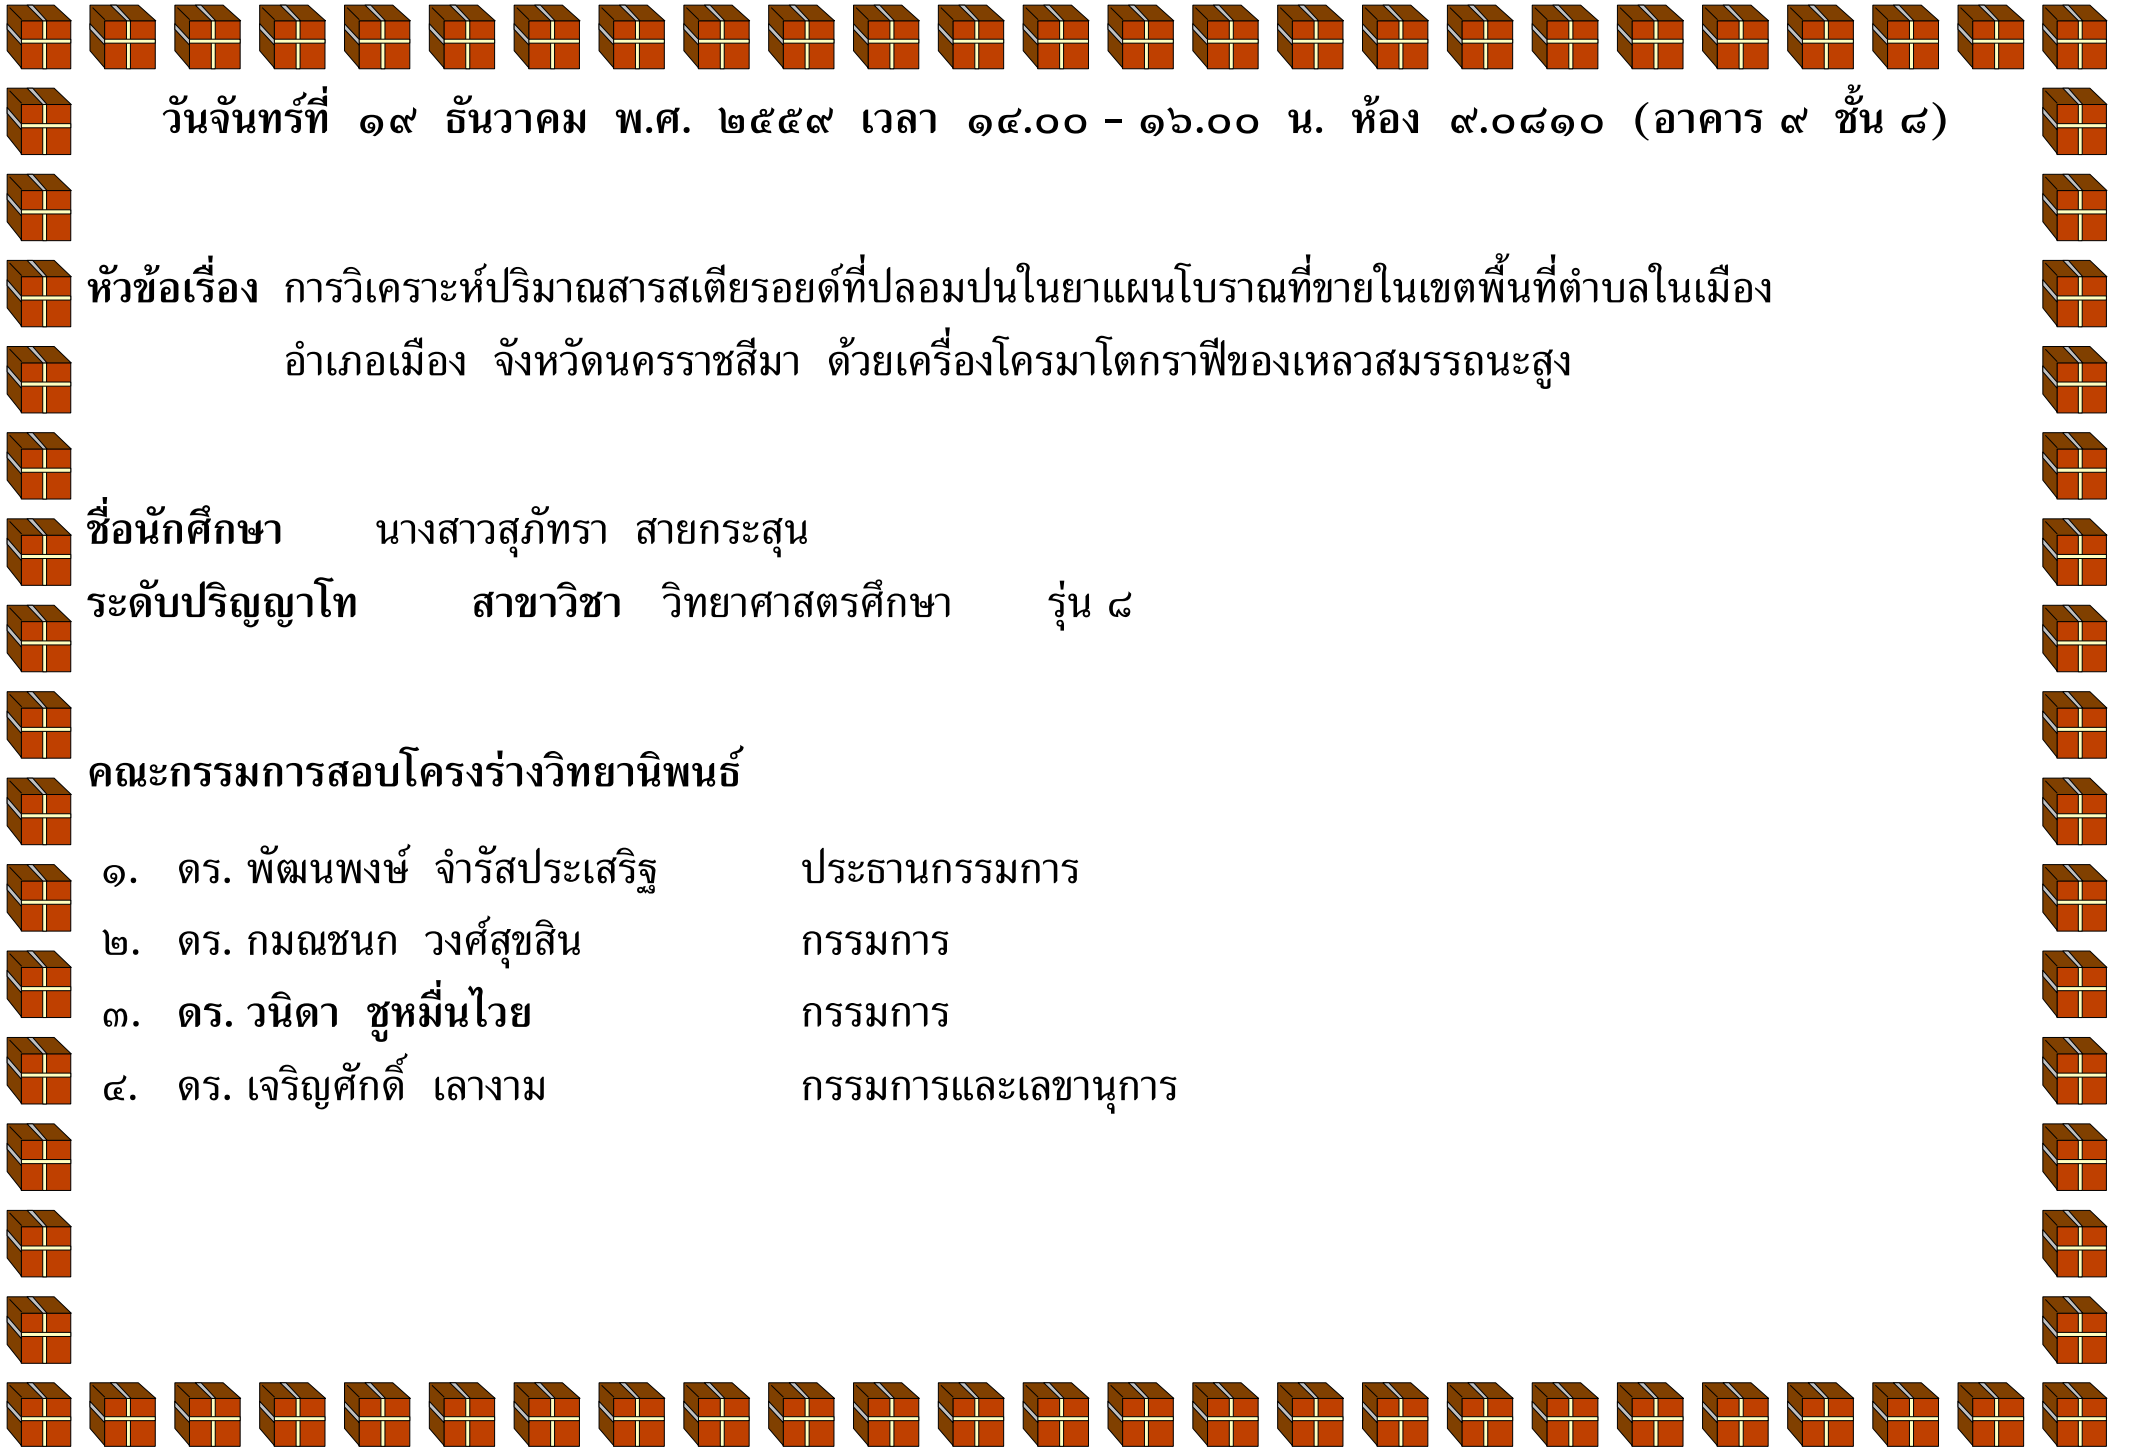 วันจันทร์ที่ ๑๙ ธันวาคม พ.ศ. ๒๕๕๙ เวลา ๑๔.๐๐ – ๑๖.๐๐ น. ห้อง ๙.๐๘๑๐ (อาคาร ๙ ชั้น ๘)
หัวข้อเรื่อง การวิเคราะห์ปริมาณสารสเตียรอยด์ที่ปลอมปนในยาแผนโบราณที่ขายในเขตพื้นที่ตำบลในเมือง
อำเภอเมือง จังหวัดนครราชสีมา ด้วยเครื่องโครมาโตกราฟีของเหลวสมรรถนะสูง
ชื่อนักศึกษา นางสาวสุภัทรา สายกระสุน
ระดับปริญญาโท สาขาวิชา วิทยาศาสตรศึกษา รุ่น ๘
คณะกรรมการสอบโครงร่างวิทยานิพนธ์
๑. ดร. พัฒนพงษ์ จำรัสประเสริฐ ประธานกรรมการ
๒. ดร. กมณชนก วงศ์สุขสิน กรรมการ
๓. ดร. วนิดา ชูหมื่นไวย กรรมการ
๔. ดร. เจริญศักดิ์ เลางาม กรรมการและเลขานุการ